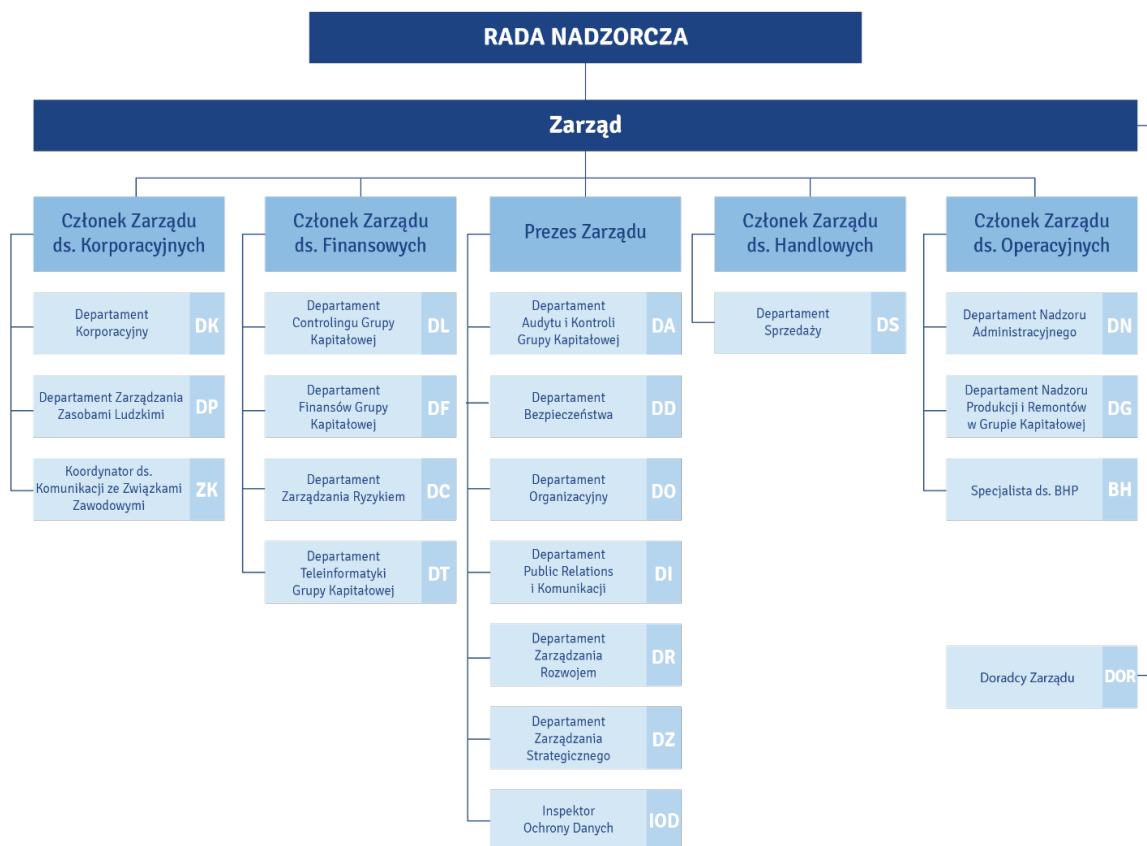 RADA NADZORCZA
Zarząd
Członek Zarządu
ds. Korporacyjnych
Departament
Korporacyjny
DK
Departament Zarządzania
Zasobami Ludzkimi
DP
Koordynator ds.
Komunikacji ze Związkami
Zawodowymi
ZK
Członek Zarządu
ds. Finansowych
Departament
Controlingu Grupy
Kapitałowej
DL
Departament
Finansów Grupy
Kapitałowej
DF
Departament
Zarządzania Ryzykiem
DC
Departament
Teleinformatyki
Grupy Kapitałowej
DT
Prezes Zarządu
Departament
Audytu i Kontroli
Grupy Kapitałowej
DA
Departament
Bezpieczeństwa
DD
Departament
Organizacyjny
DO
Departament
Public Relations
i Komunikacji
DI
Departament
Zarządzania
Rozwojem
DR
Departament
Zarządzania
Strategicznego
DZ
Inspektor
Ochrony Danych
IOD
Członek Zarządu
ds. Handlowych
Departament
Sprzedaży
DS
Członek Zarządu
ds. Operacyjnych
Departament Nadzoru
Administracyjnego
DN
Departament Nadzoru
Produkcji i Remontów
w Grupie Kapitałowej
DG
Specjalista ds. BHP
BH
Doradcy Zarządu
DOR